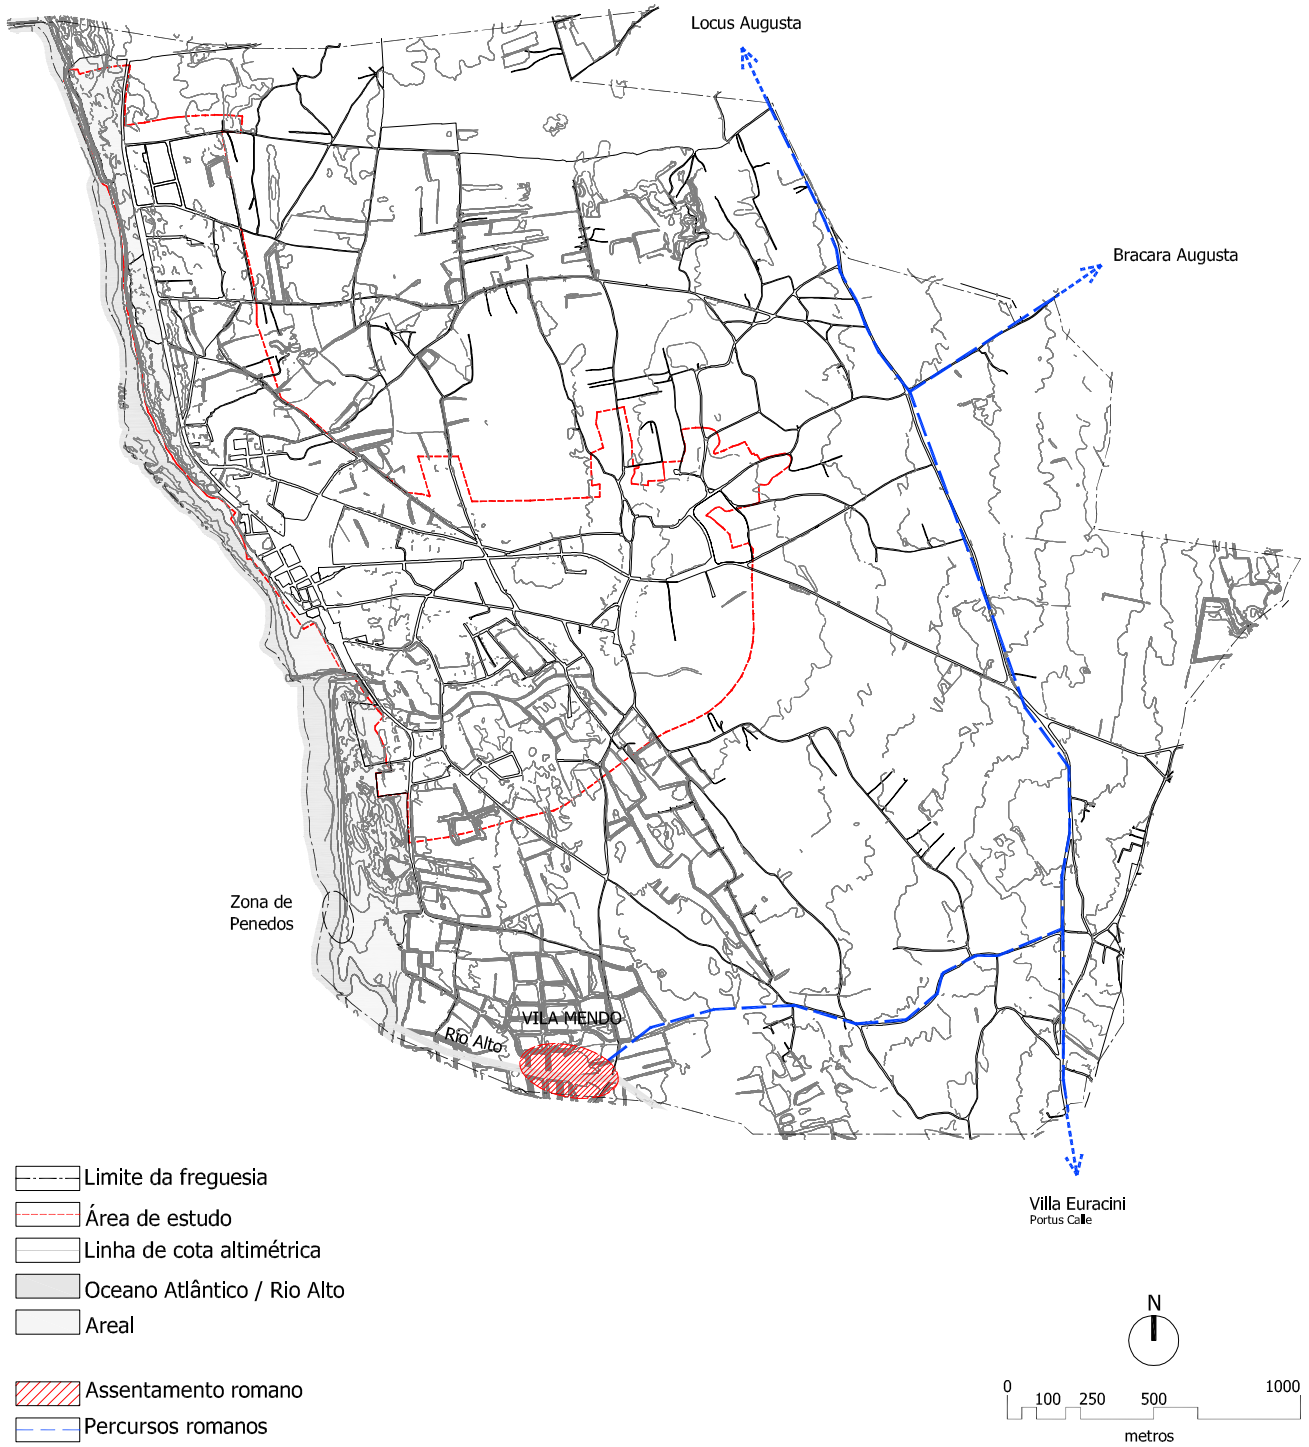 Locus Augusta
Bracara Augusta
Zona de
Penedos
VILA MENDO
Rio Alto
Villa Euracini
Portus Calle
Limite da freguesia
Área de estudo
Linha de cota altimétrica
Oceano Atlântico / Rio Alto
Areal
Assentamento romano
Percursos romanos
N
0 100 250 500 1000
metros